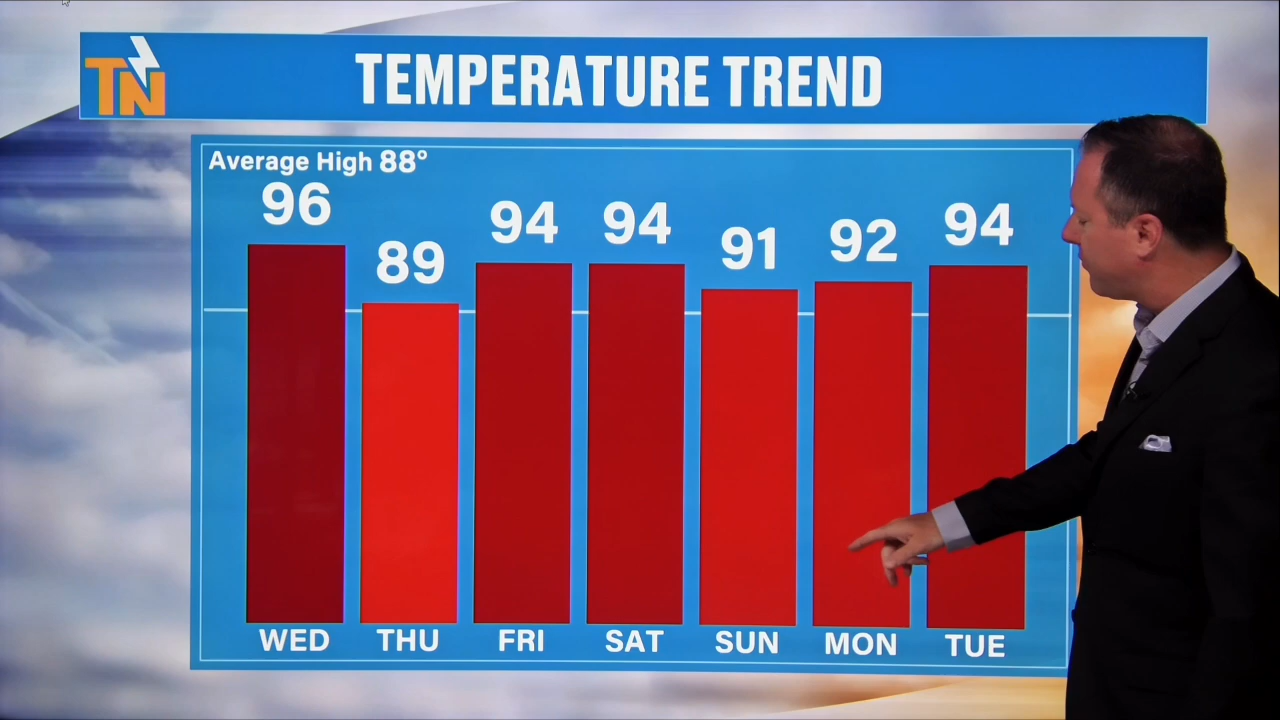 TN
TEMPERATURE TREND
Average High 88°
96 89 94 94 91 92 94
WED THU FRI SAT SUN MON TUE